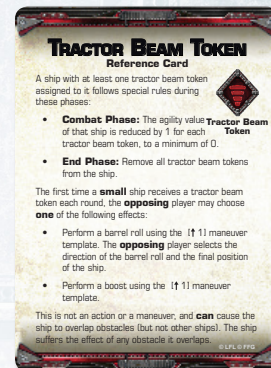 TRACTOR BEAM TOKEN
Reference Card
A ship with at least one tractor beam token
assigned to it follows special rules during
these phases:
• Combat Phase: The agility value
of that ship is reduced by 1 for each
tractor beam token, to a minimum of 0.
Tractor Beam
Token
• End Phase: Remove all tractor beam tokens
from the ship.
The first time a small ship receives a tractor beam
token each round, the opposing player may choose
one of the following effects:
• Perform a barrel roll using the [↑ 1] maneuver
template. The opposing player selects the
direction of the barrel roll and the final position
of the ship.
• Perform a boost using the [↑ 1] maneuver
template.
This is not an action or a maneuver, and can cause the
ship to overlap obstacles (but not other ships). The ship
suffers the effect of any obstacle it overlaps.
© LFL © FFG